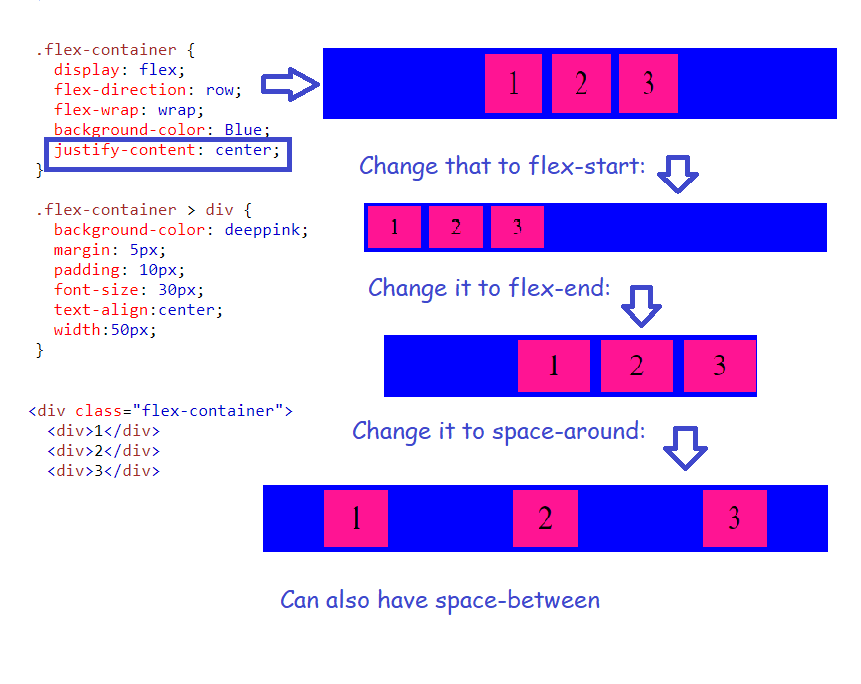 .flex-container {
display: flex;
flex-direction: row;
flex-wrap: wrap;
background-color: Blue;
justify-content: center;
}
1 2 3
Change that to flex-start:
1 2 3
.flex-container > div {
background-color: deeppink;
margin: 5px;
padding: 10px;
font-size: 30px;
text-align:center;
width:50px;
}
Change it to flex-end:
1 2 3
<div class="flex-container">
<div>1</div>
<div>2</div>
<div>3</div>
Change it to space-around:
1 2 3
Can also have space-between